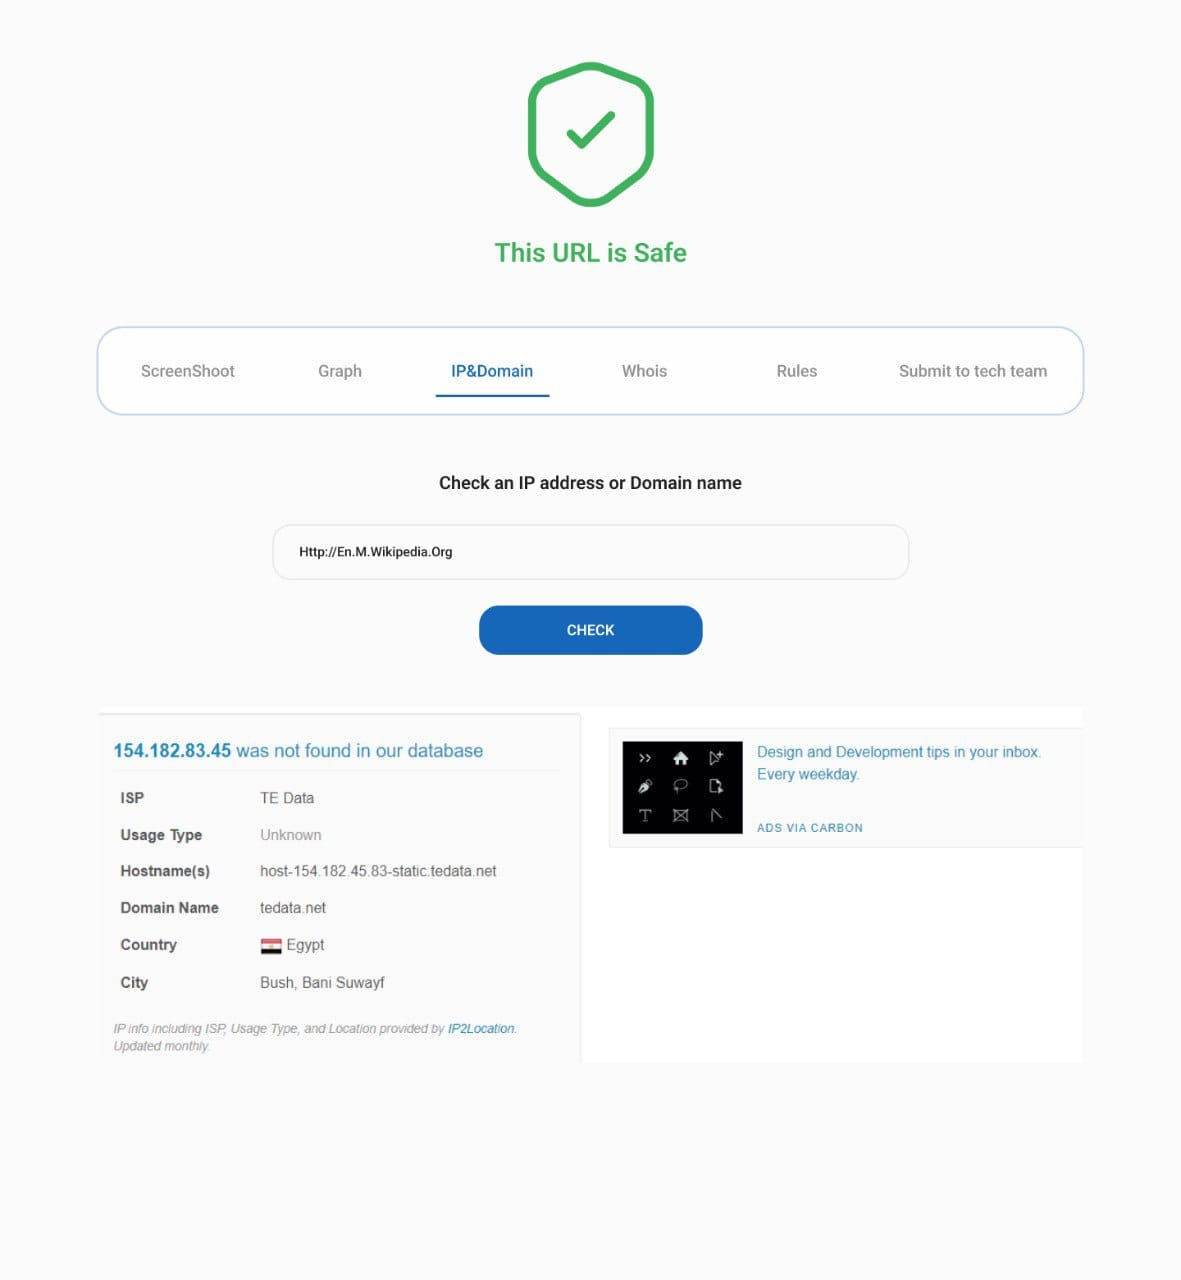 This URL is Safe
ScreenShoot Graph IP&Domain Whois Rules Submit to tech team
Check an IP address or Domain name
Http://En.M.Wikipedia.Org
CHECK
154.182.83.45 was not found in our database
ISP TE Data
Usage Type Unknown
Hostname(s) host-154.182.45.83-static.tedata.net
Domain Name tedata.net
Country Egypt
City Bush, Bani Suwayf
IP info including ISP, Usage Type, and Location provided by IP2Location.
Updated monthly.
Design and Development tips in your inbox.
Every weekday.
ADS VIA CARBON